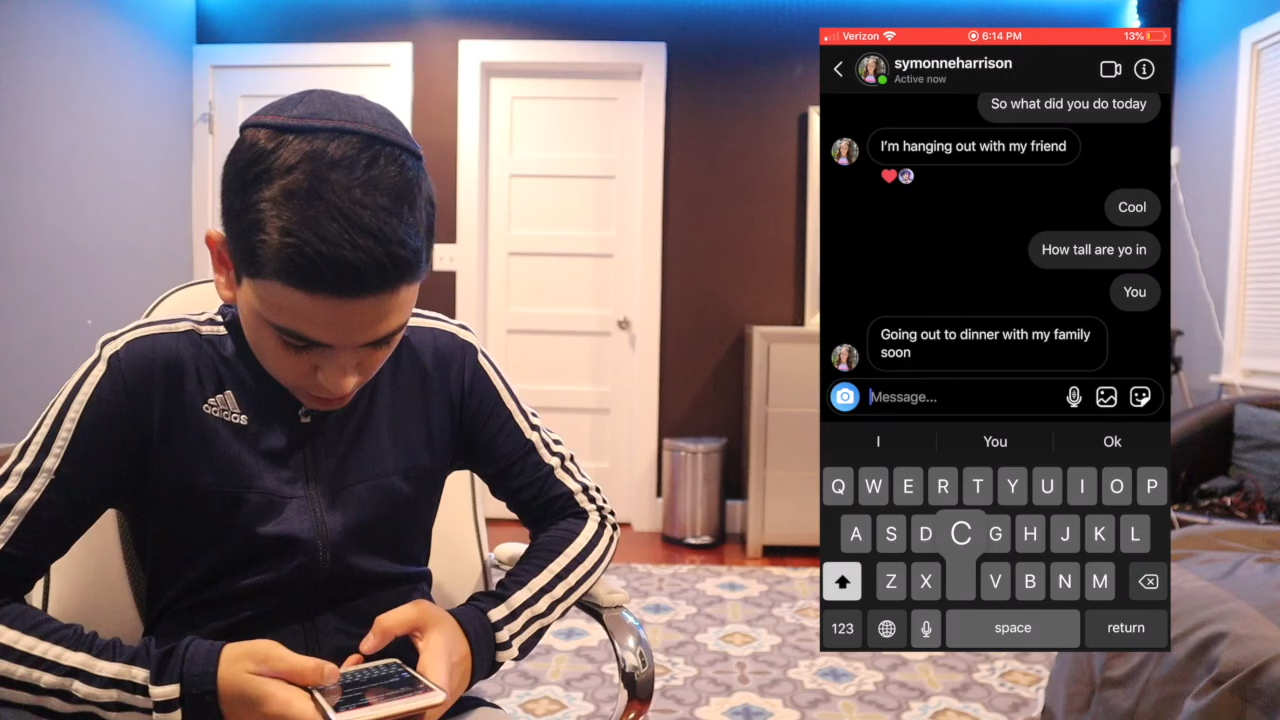 adidas
Verizon 6:14 PM 13%
symonneharrison
Active now
So what did you do today
I'm hanging out with my friend
Cool
How tall are yo in
You
Going out to dinner with my family
soon
Message...
I You Ok
Q W E R T Y U I O P
A S D C G H J K L
Z X V B N M
123 space return